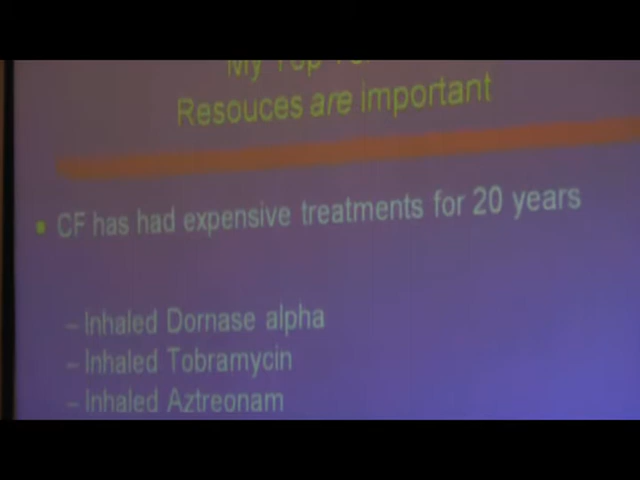 My Top
Resouces are important
CF has had expensive treatments for 20 years
– Inhaled Dornase alpha
– Inhaled Tobramycin
– Inhaled Aztreonam